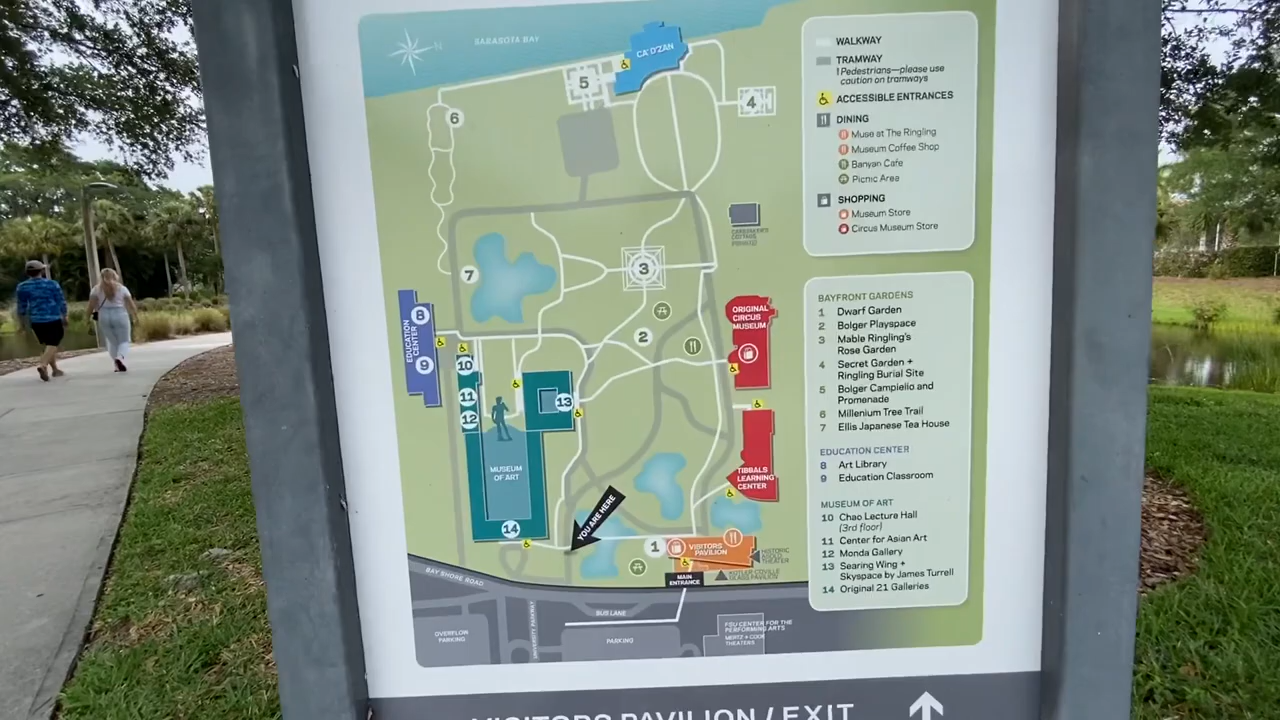 N
SARASOTA BAY
CA' D'ZAN
5
4
6
3
7
2
8
9
EDUCATION CENTER
ORIGINAL
CIRCUS
MUSEUM
10
11
12
13
MUSEUM
OF ART
14
TIBBALS
LEARNING
CENTER
YOU ARE HERE
1
VISITORS
PAVILION
HISTORIC
ASOLO
THEATER
MAIN
ENTRANCE
BAY SHORE ROAD
BUS LANE
OVERFLOW
PARKING
UNIVERSITY PARKWAY
PARKING
FSU CENTER FOR THE
PERFORMING ARTS
MERTZ + COOK
THEATERS
WALKWAY
TRAMWAY
! Pedestrians—please use
caution on tramways
ACCESSIBLE ENTRANCES
DINING
Muse at The Ringling
Museum Coffee Shop
Banyan Cafe
Picnic Area
SHOPPING
Museum Store
Circus Museum Store
BAYFRONT GARDENS
1 Dwarf Garden
2 Bolger Playspace
3 Mable Ringling's
Rose Garden
4 Secret Garden +
Ringling Burial Site
5 Bolger Campiello and
Promenade
6 Millenium Tree Trail
7 Ellis Japanese Tea House
EDUCATION CENTER
8 Art Library
9 Education Classroom
MUSEUM OF ART
10 Chao Lecture Hall
(3rd floor)
11 Center for Asian Art
12 Monda Gallery
13 Searing Wing +
Skyspace by James Turrell
14 Original 21 Galleries
VISITORS PAVILION / EXIT